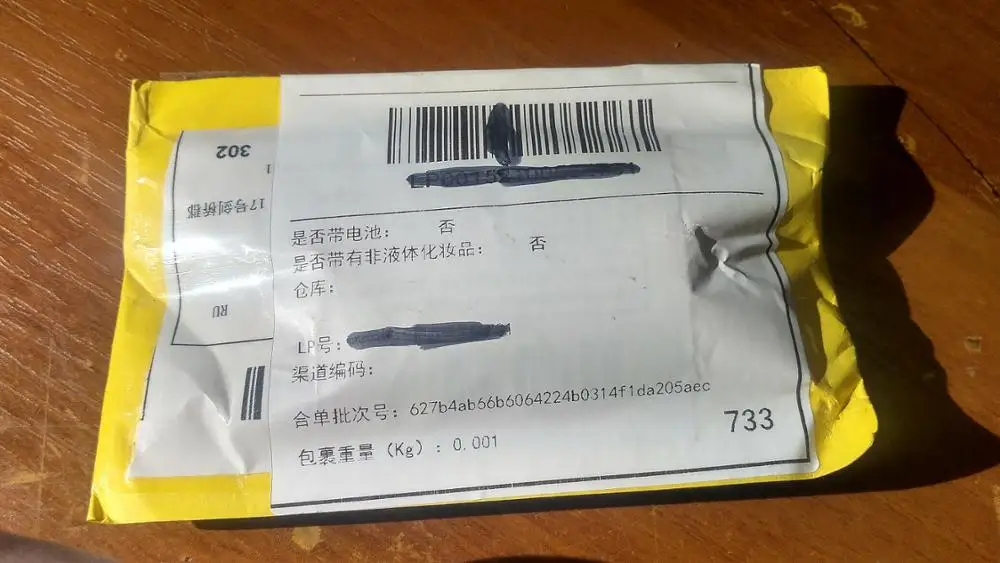 是否带电池： 否
是否带有非液体化妆品： 否
仓库：
LP号：
渠道编码：
合单批次号：627b4ab66b6064224b0314f1da205aec
733
包裹重量（Kg）：0.001
302
1
17号剑桥郡
RU